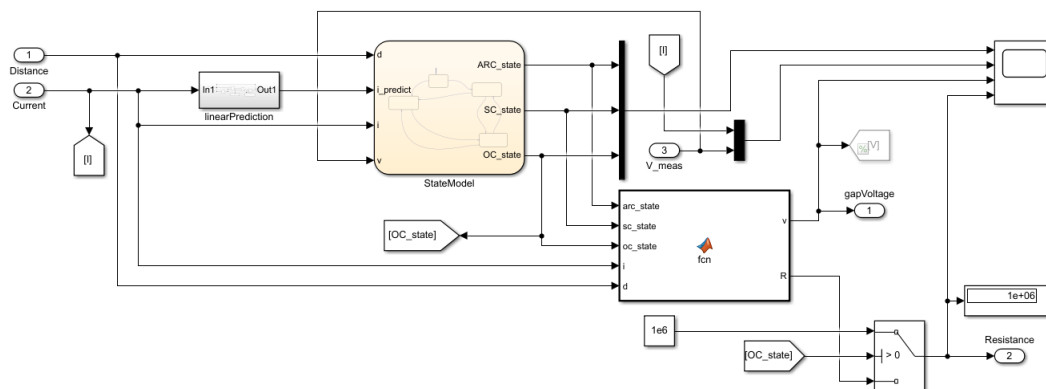 1
Distance
2
Current
In1
Out1
linearPrediction
[I]
d
i_predict
i
v
ARC_state
SC_state
OC_state
StateModel
[I]
3
V_meas
[V]
gapVoltage
1
[OC_state]
arc_state
sc_state
oc_state
i
d
fcn
v
R
1e+06
1e6
[OC_state]
> 0
Resistance
2